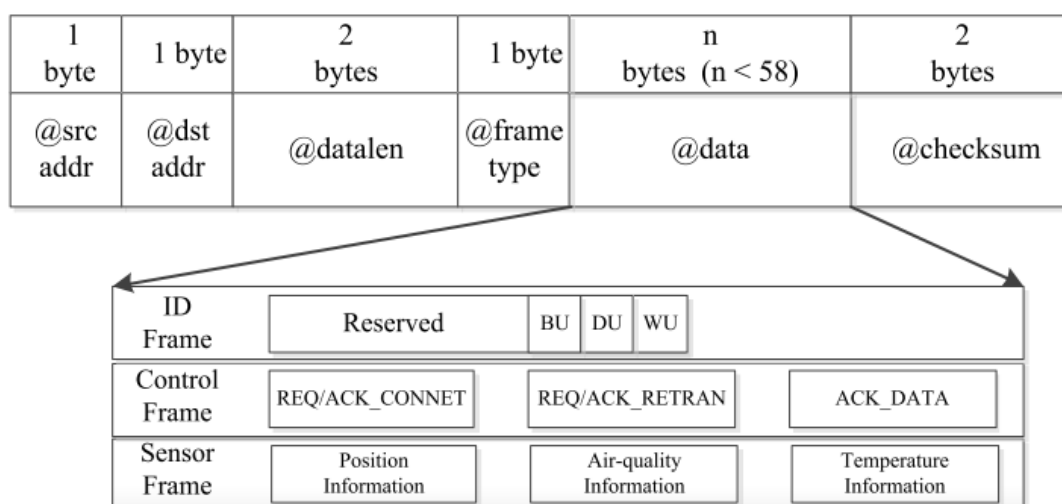 1
byte
1 byte
2
bytes
1 byte
n
bytes (n < 58)
2
bytes
@src
addr
@dst
addr
@datalen
@frame
type
@data
@checksum
ID
Frame
Reserved
BU
DU
WU
Control
Frame
REQ/ACK_CONNET
REQ/ACK_RETRAN
ACK_DATA
Sensor
Frame
Position
Information
Air-quality
Information
Temperature
Information